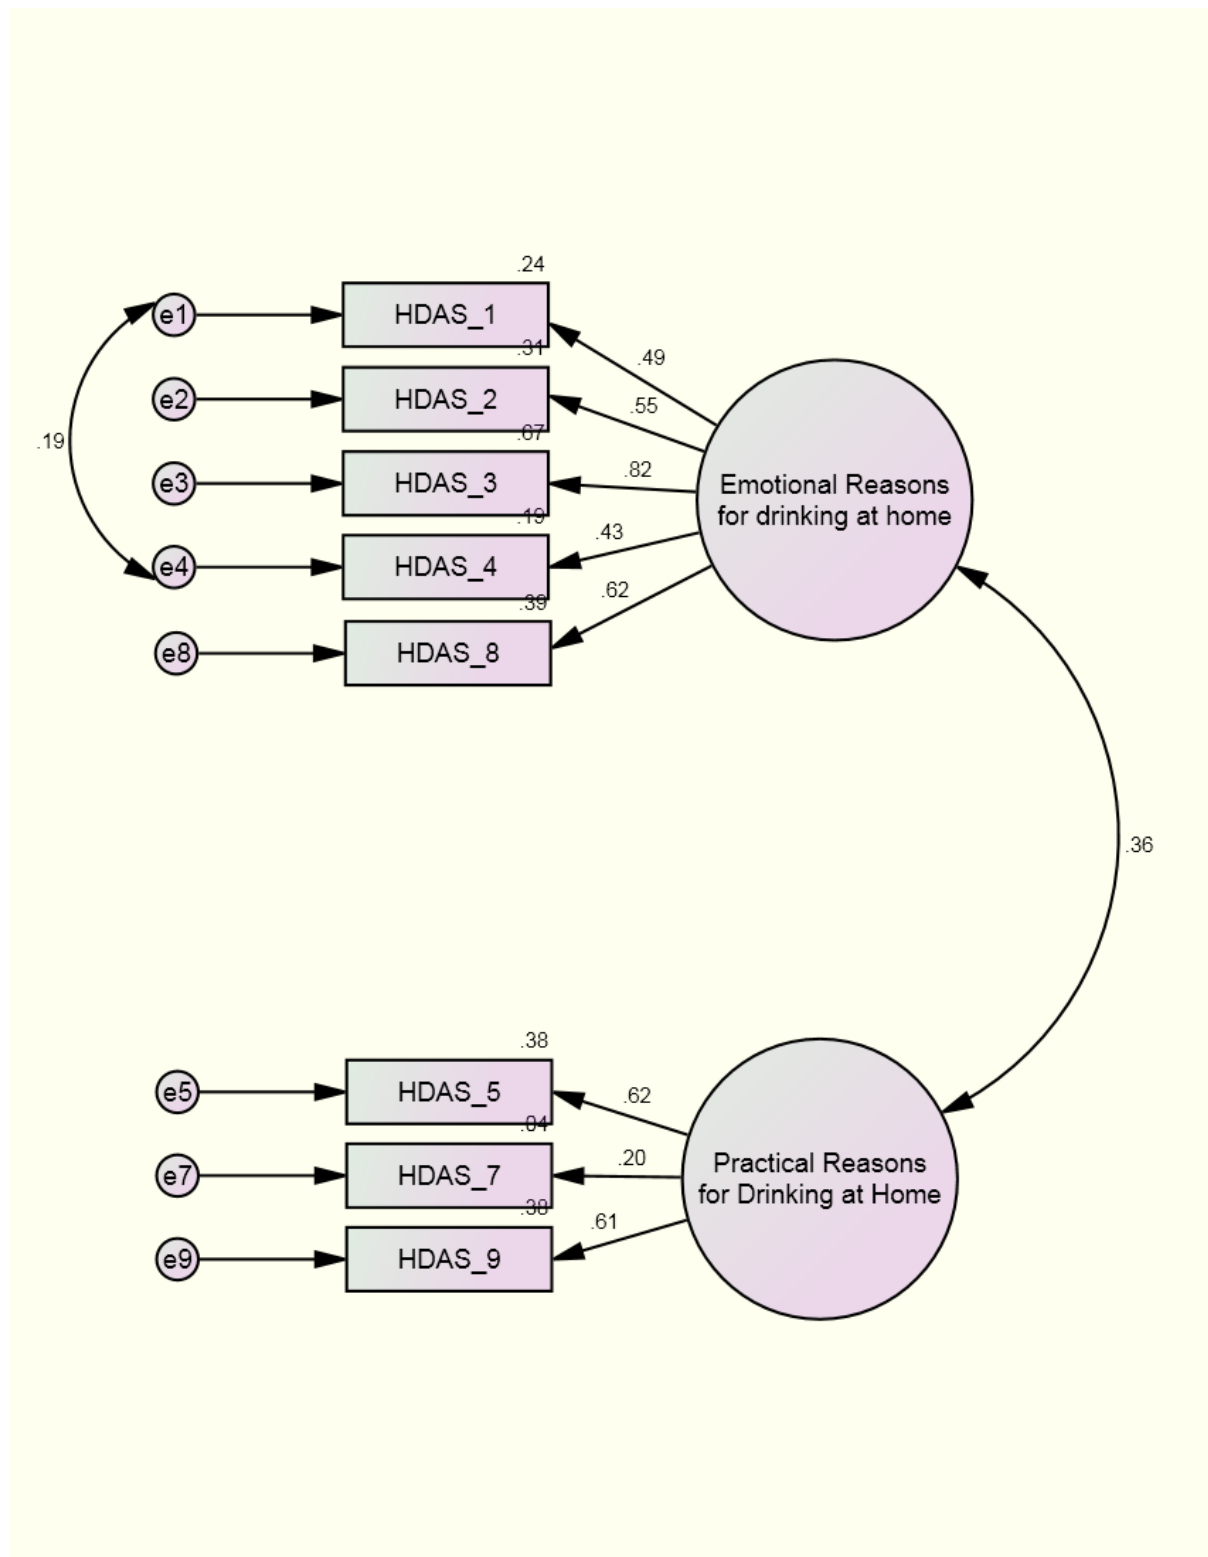 .24
e1
HDAS_1
.31
.49
e2
HDAS_2
.55
.67
.19
e3
HDAS_3
.82
.19
e4
HDAS_4
.43
.39
e8
HDAS_8
.62
Emotional Reasons
for drinking at home
.36
.38
e5
HDAS_5
.62
.04
e7
HDAS_7
.20
.38
e9
HDAS_9
.61
Practical Reasons
for Drinking at Home